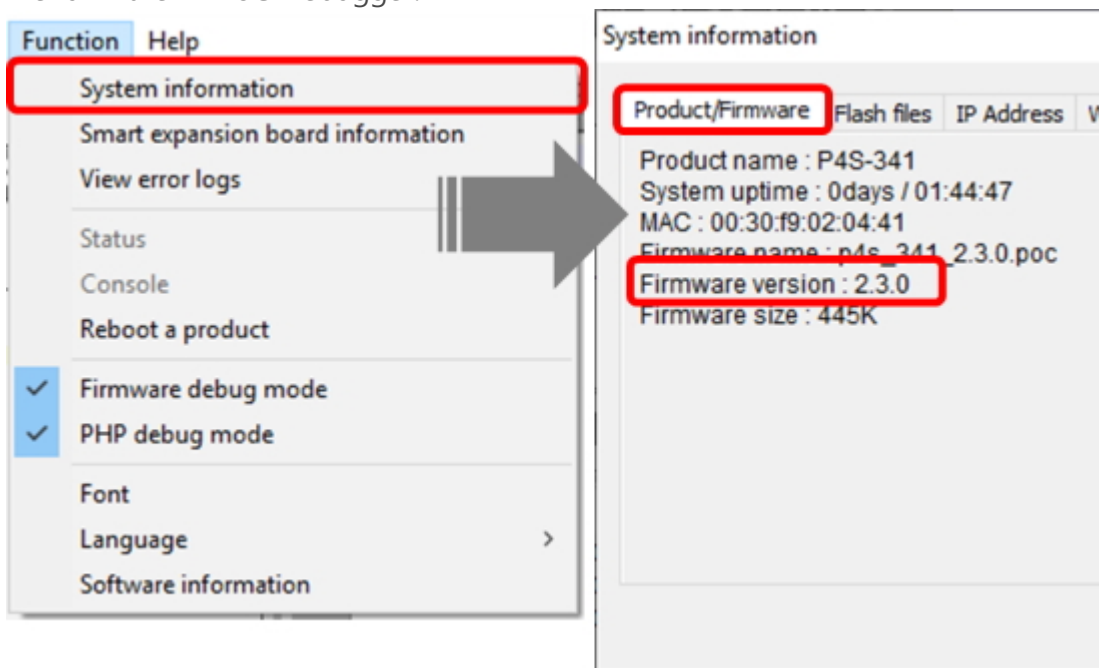 Function Help
System information
Smart expansion board information
View error logs
Status
Console
Reboot a product
Firmware debug mode
PHP debug mode
Font
Language
Software information
System information
Product/Firmware Flash files IP Address
Product name : P4S-341
System uptime : 0days / 01:44:47
MAC : 00:30:f9:02:04:41
Firmware name : p4s_341_2.3.0.poc
Firmware version : 2.3.0
Firmware size : 445K